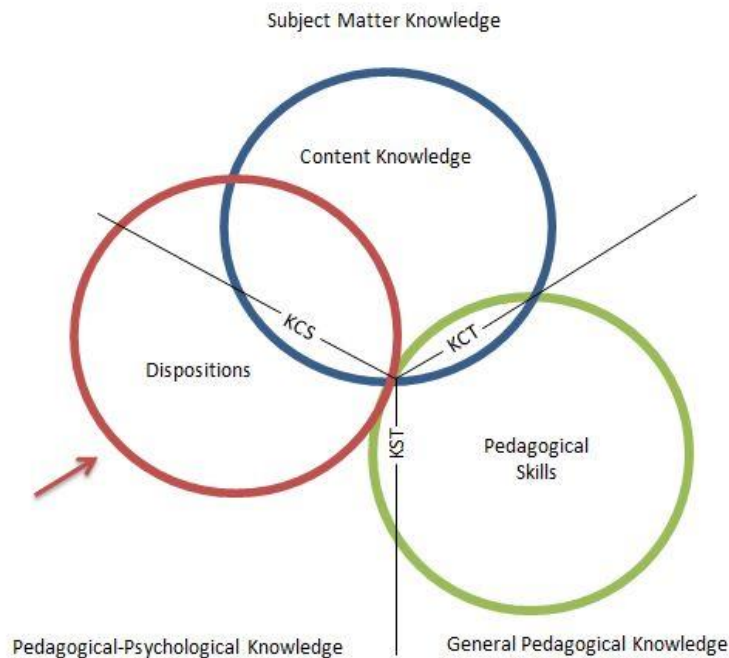 Subject Matter Knowledge
Content Knowledge
KCS
KCT
Dispositions
KST
Pedagogical
Skills
Pedagogical-Psychological Knowledge
General Pedagogical Knowledge